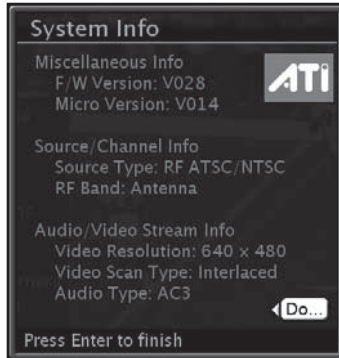 System Info
Miscellaneous Info
F/W Version: V028
Micro Version: V014
ATI
Source/Channel Info
Source Type: RF ATSC/NTSC
RF Band: Antenna
Audio/Video Stream Info
Video Resolution: 640 x 480
Video Scan Type: Interlaced
Audio Type: AC3
Do...
Press Enter to finish